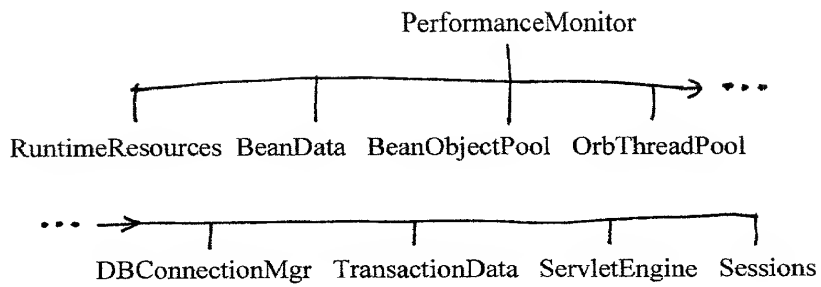 PerformanceMonitor
RuntimeResources BeanData BeanObjectPool OrbThreadPool
DBConnectionMgr TransactionData ServletEngine Sessions